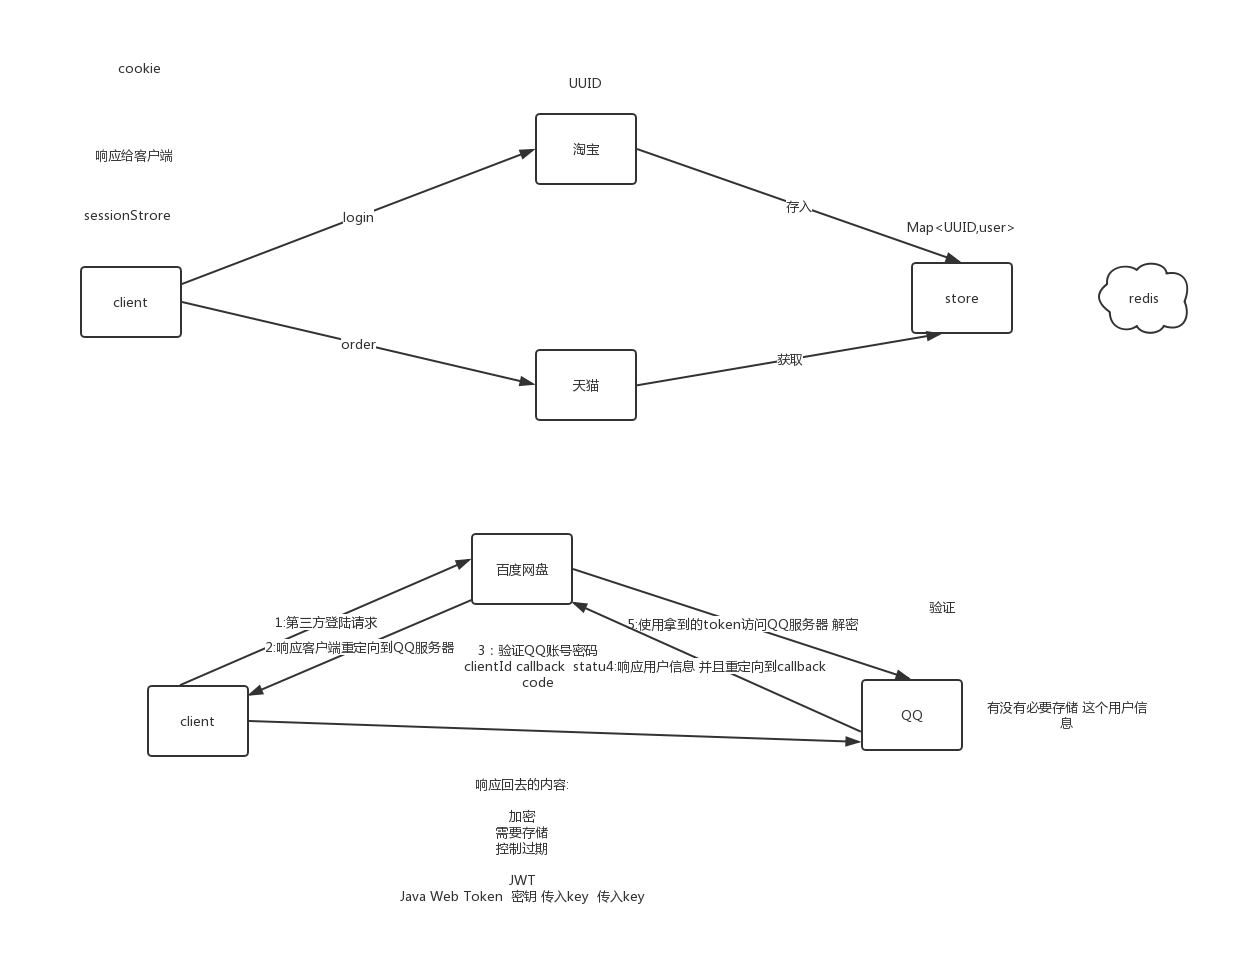 cookie
UUID
淘宝
响应给客户端
存入
sessionStrore
login
Map<UUID,user>
client
store
redis
order
获取
天猫
百度网盘
验证
1:第三方登陆请求
5:使用拿到的token访问QQ服务器 解密
2:响应客户端重定向到QQ服务器
3：验证QQ账号密码
clientId callback  statu
code
4:响应用户信息 并且重定向到callback
client
QQ
有没有必要存储 这个用户信
息
响应回去的内容:
加密
需要存储
控制过期
JWT
Java Web Token  密钥 传入key  传入key